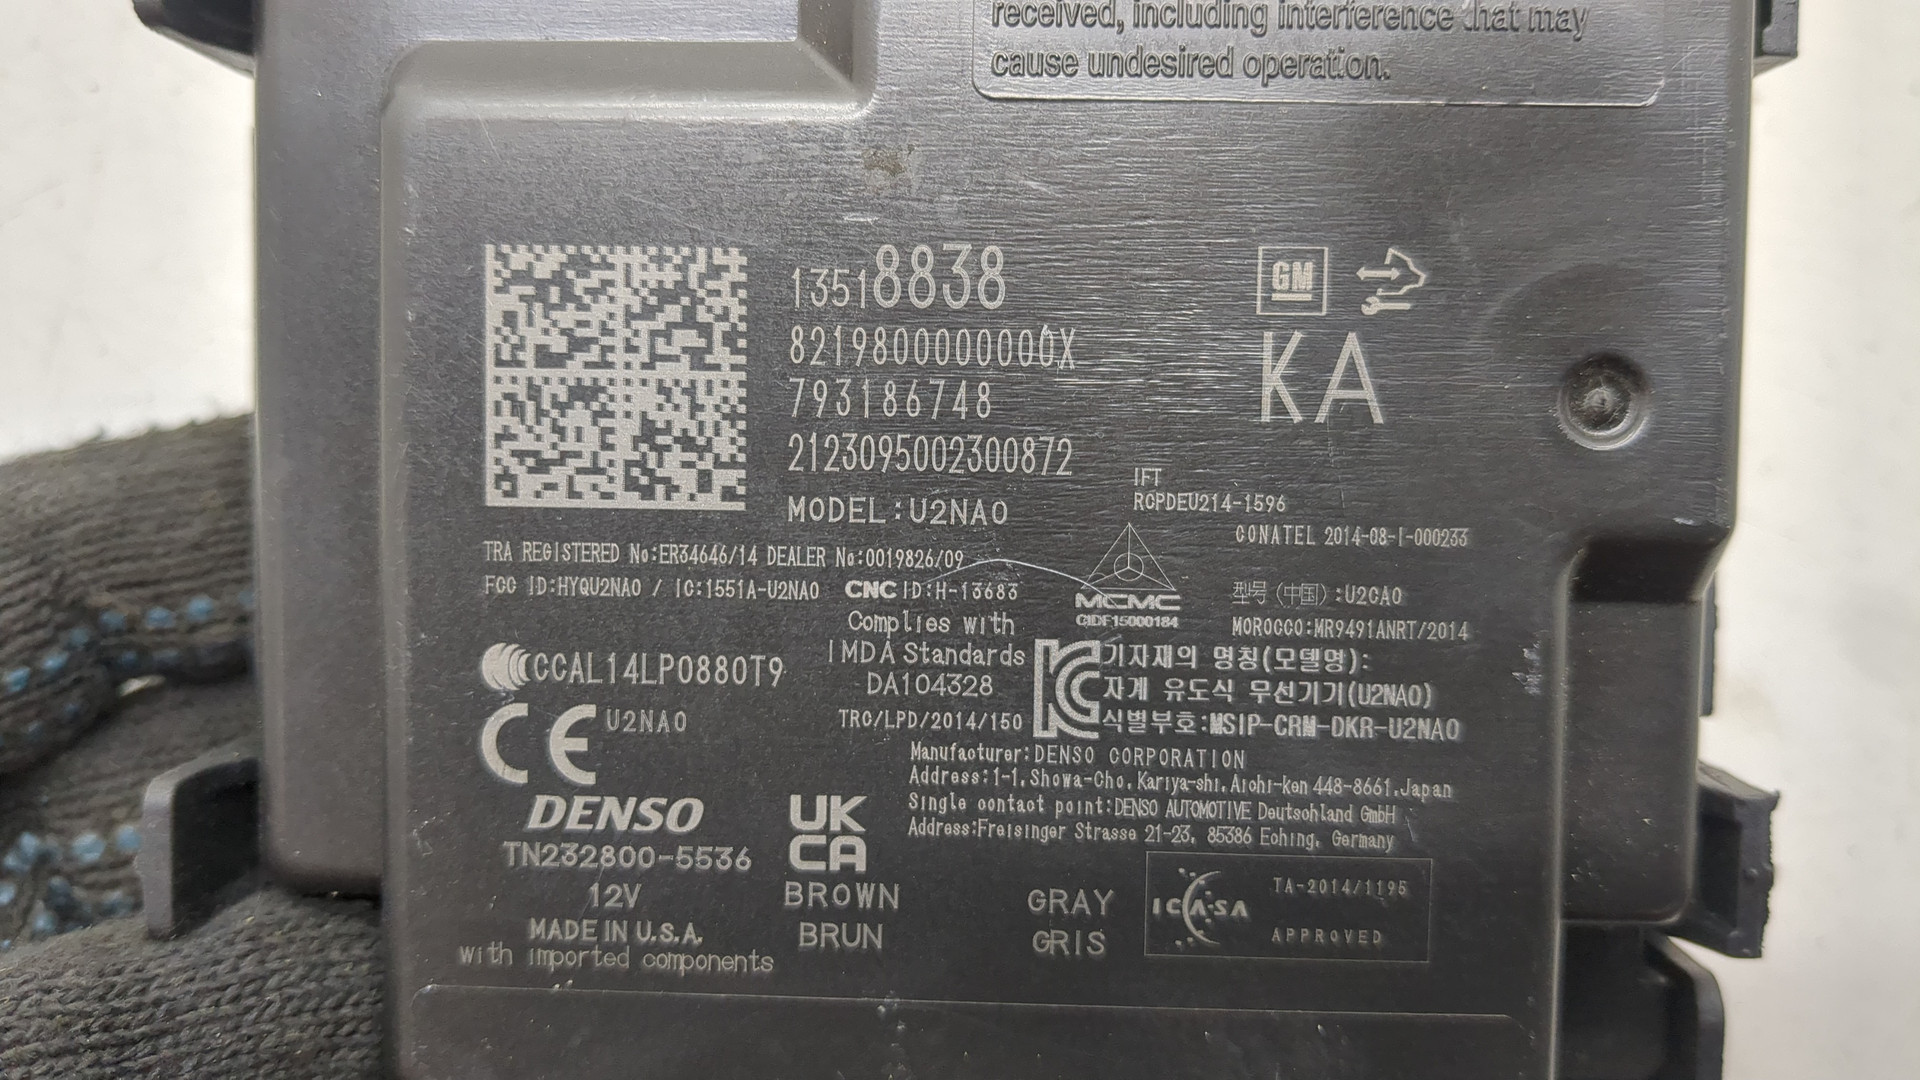 received, including interference that may
cause undesired operation.
13518838
8219800000000X
793186748
2123095002300872
MODEL:U2NA0
GM
KA
IFT
RCPDEU214-1596
CONATEL 2014-08-I-000233
TRA REGISTERED No:ER34646/14 DEALER No:0019826/09
FCC ID:HYQU2NA0 / IC:1551A-U2NA0
CNC ID:H-13683
MCMC
CIDF15000184
型号(中国):U2CA0
MOROCCO:MR9491ANRT/2014
Complies with
IMDA Standards
DA104328
TRC/LPD/2014/150
CCAL14LP0880T9
CE U2NA0
KC
기자재의 명칭(모델명):
자계 유도식 무선기기(U2NA0)
식별부호:MSIP-CRM-DKR-U2NA0
Manufacturer:DENSO CORPORATION
Address:1-1,Showa-Cho,Kariya-shi,Aichi-ken 448-8661,Japan
Single contact point:DENSO AUTOMOTIVE Deutschland GmbH
Address:Freisinger Strasse 21-23, 85386 Eching, Germany
DENSO
TN232800-5536
12V
MADE IN U.S.A.
with imported components
UK
CA
BROWN
BRUN
GRAY
GRIS
ICASA
TA-2014/1195
APPROVED